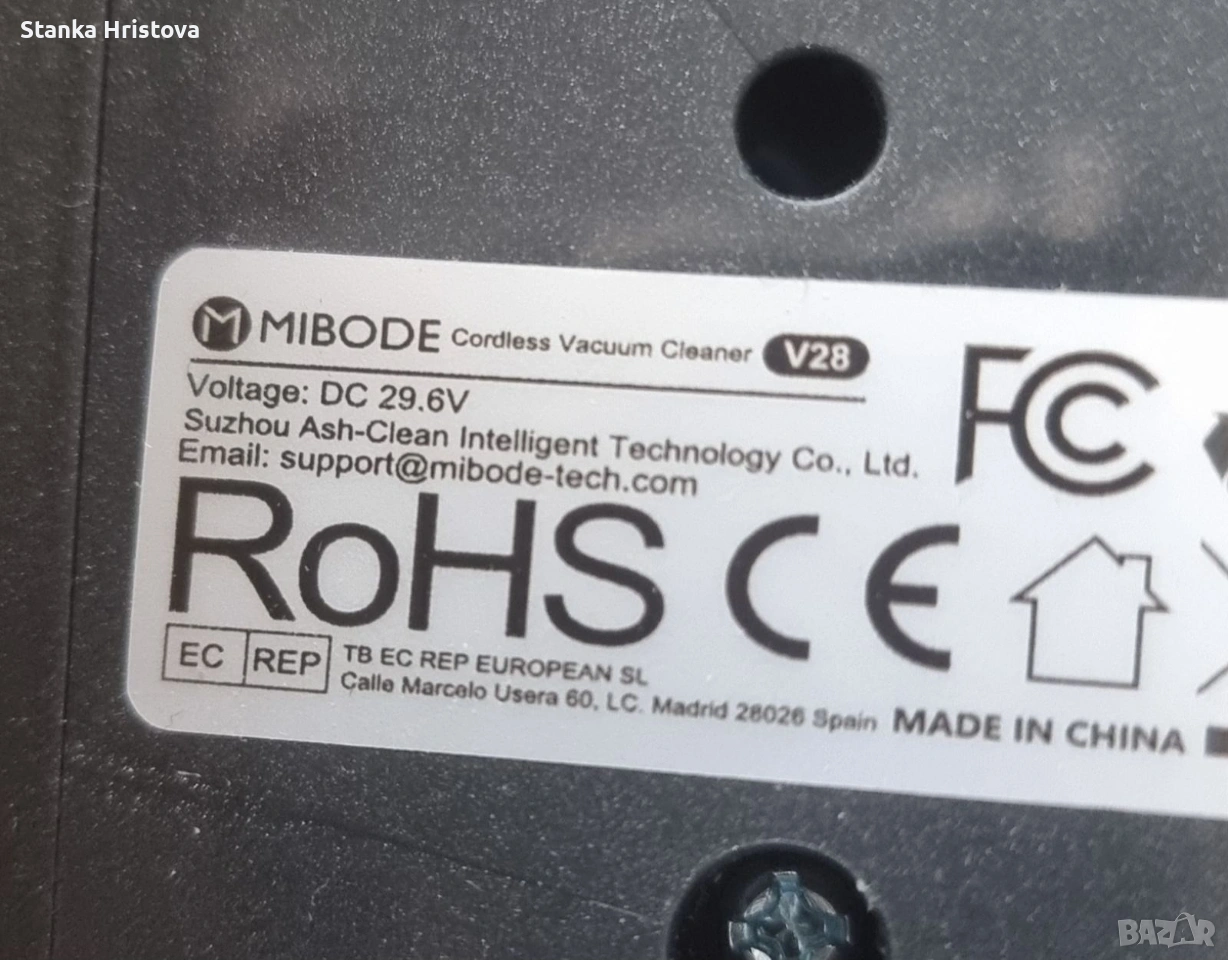 Stanka Hristova
MIBODE Cordless Vacuum Cleaner V28
Voltage: DC 29.6V
Suzhou Ash-Clean Intelligent Technology Co., Ltd.
Email: support@mibode-tech.com
FC
RoHS CE
EC REP TB EC REP EUROPEAN SL
Calle Marcelo Usera 60, LC. Madrid 28026 Spain MADE IN CHINA
BAZAR